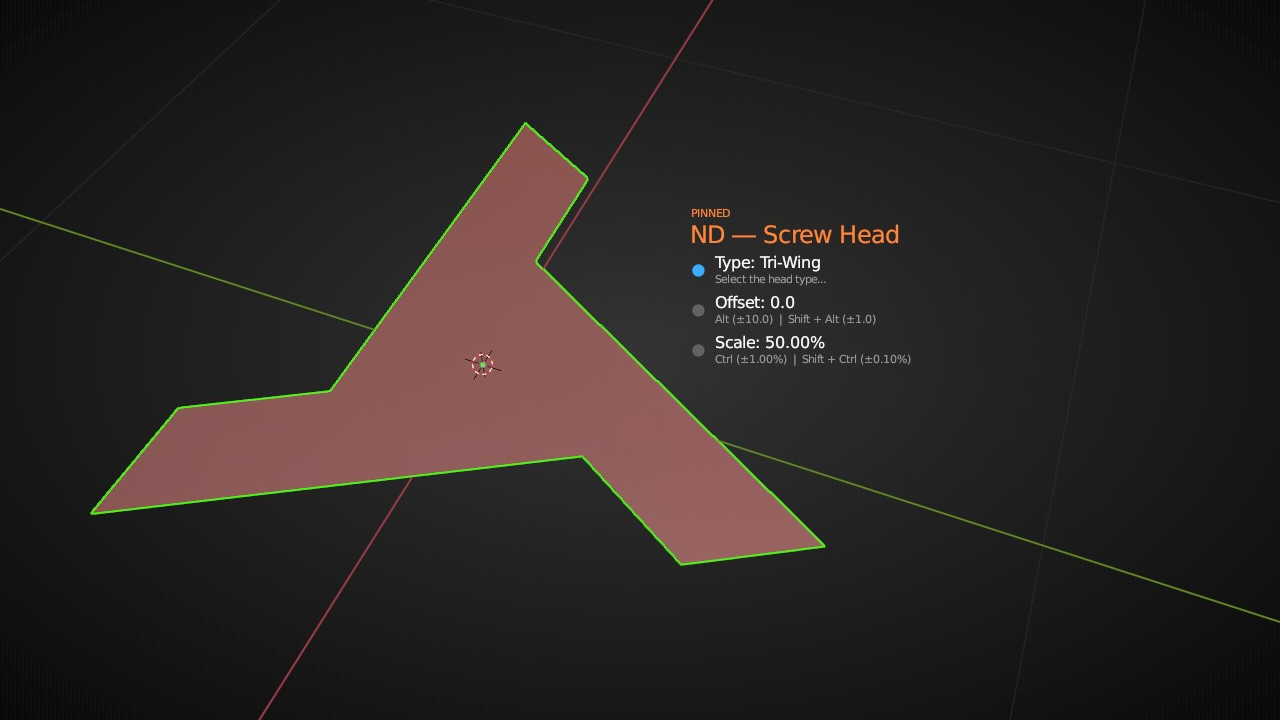 PINNED
ND — Screw Head
Type: Tri-Wing
Select the head type...
Offset: 0.0
Alt (±10.0) | Shift + Alt (±1.0)
Scale: 50.00%
Ctrl (±1.00%) | Shift + Ctrl (±0.10%)